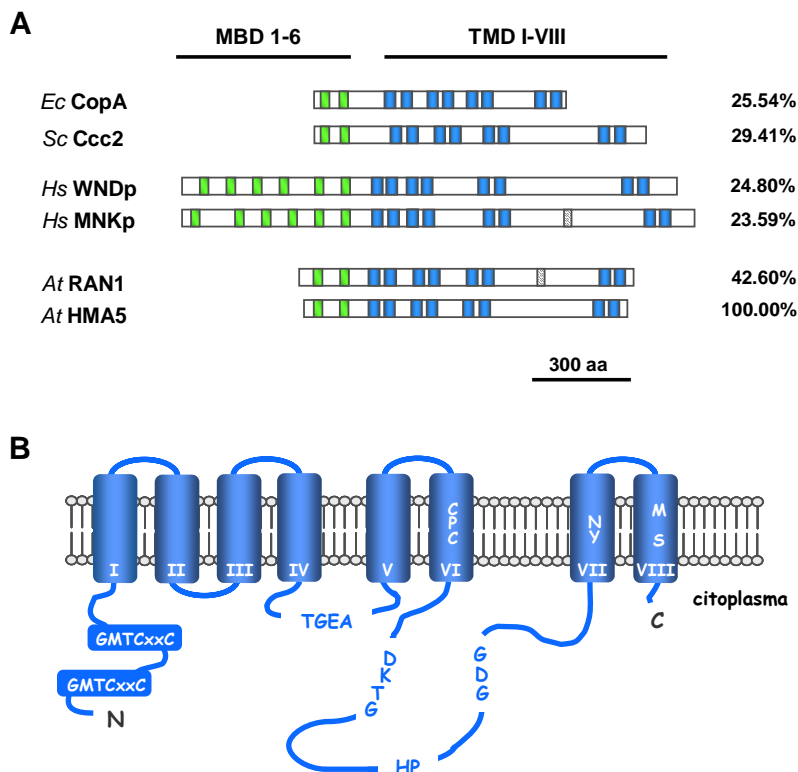 A
MBD 1-6 TMD I-VIII
Ec CopA 25.54%
Sc Ccc2 29.41%
Hs WNDp 24.80%
Hs MNKp 23.59%
At RAN1 42.60%
At HMA5 100.00%
300 aa
B
CPC
NY
M S
I II III IV V VI VII VIII
citoplasma
TGEA
C
GMTCxxC
GMTCxxC
N
DKTG
GDG
HP